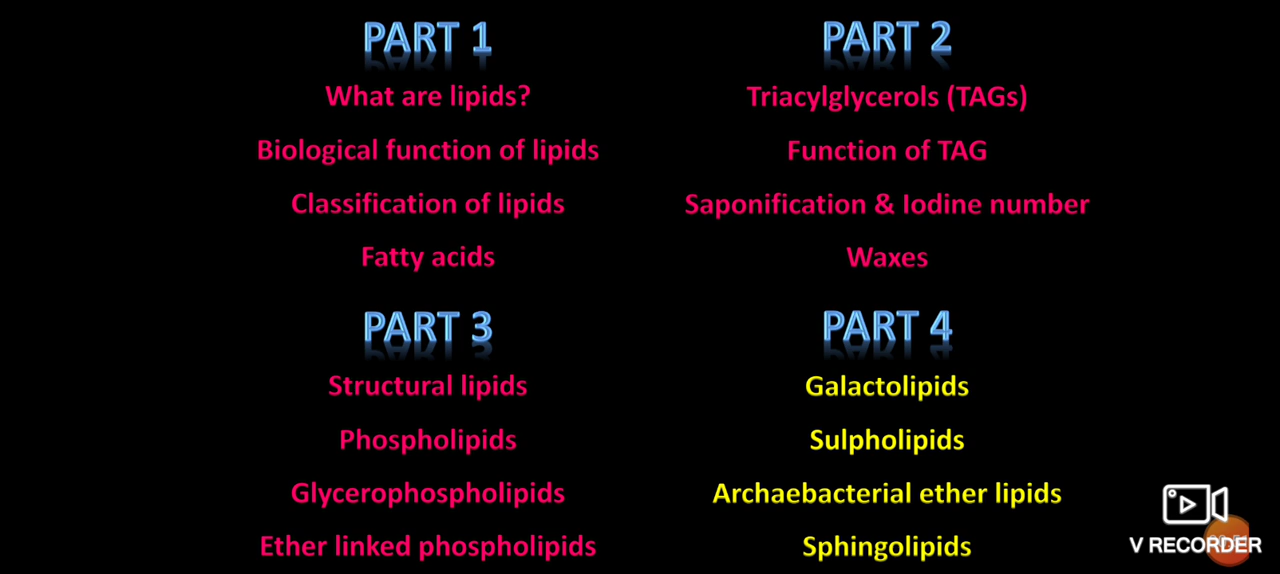 PART 1
What are lipids?
Biological function of lipids
Classification of lipids
Fatty acids
PART 2
Triacylglycerols (TAGs)
Function of TAG
Saponification & Iodine number
Waxes
PART 3
Structural lipids
Phospholipids
Glycerophospholipids
Ether linked phospholipids
PART 4
Galactolipids
Sulpholipids
Archaebacterial ether lipids
Sphingolipids
V RECORDER